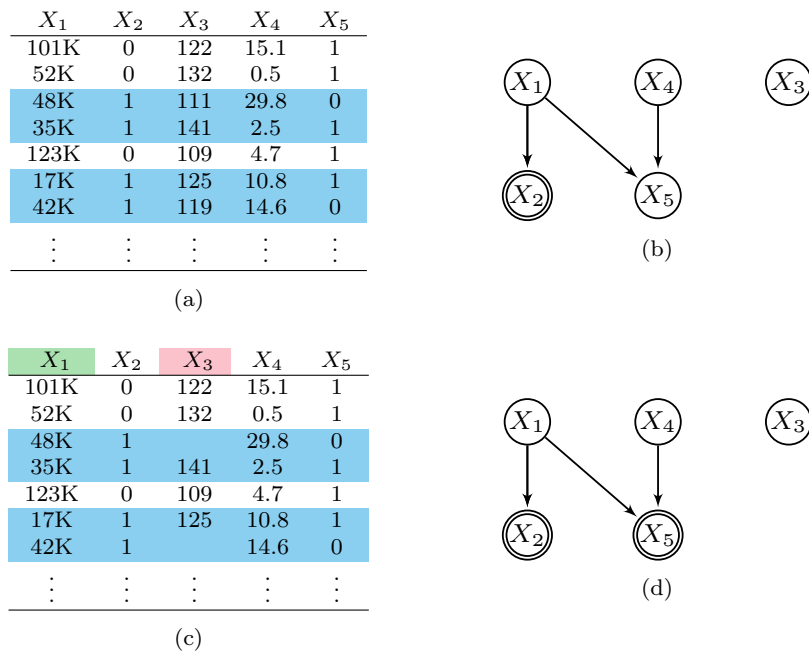 X₁ X₂ X₃ X₄ X₅
101K 0 122 15.1 1
52K 0 132 0.5 1
48K 1 111 29.8 0
35K 1 141 2.5 1
123K 0 109 4.7 1
17K 1 125 10.8 1
42K 1 119 14.6 0
⋮ ⋮ ⋮ ⋮ ⋮
(a)
X₁ X₄ X₃
X₂ X₅
(b)
X₁ X₂ X₃ X₄ X₅
101K 0 122 15.1 1
52K 0 132 0.5 1
48K 1 29.8 0
35K 1 141 2.5 1
123K 0 109 4.7 1
17K 1 125 10.8 1
42K 1 14.6 0
⋮ ⋮ ⋮ ⋮ ⋮
(c)
X₁ X₄ X₃
X₂ X₅
(d)